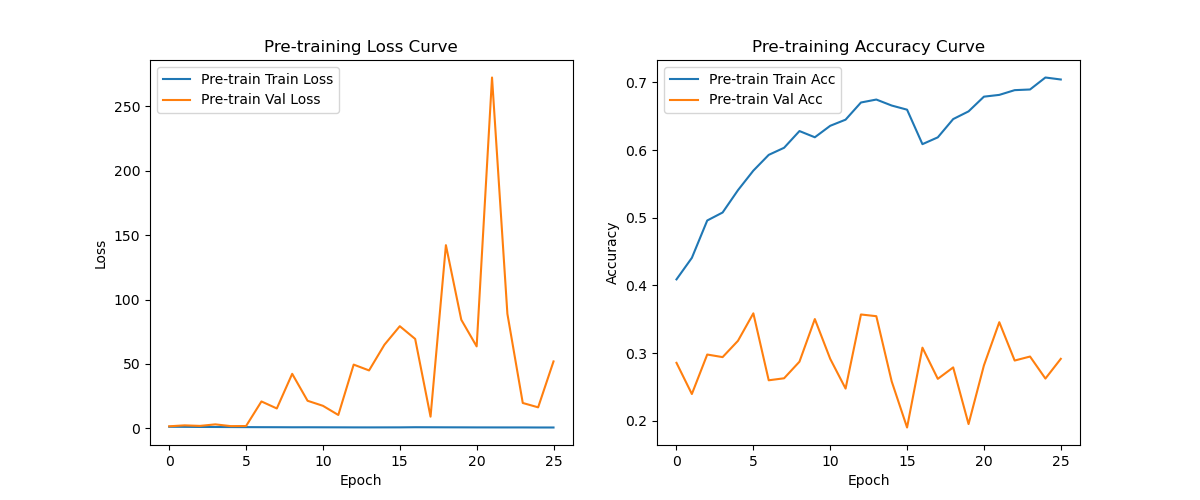 Pre-training Loss Curve
Pre-train Train Loss
Pre-train Val Loss
250
200
150
100
50
0
Loss
0 5 10 15 20 25
Epoch
Pre-training Accuracy Curve
Pre-train Train Acc
Pre-train Val Acc
0.7
0.6
0.5
0.4
0.3
0.2
Accuracy
0 5 10 15 20 25
Epoch